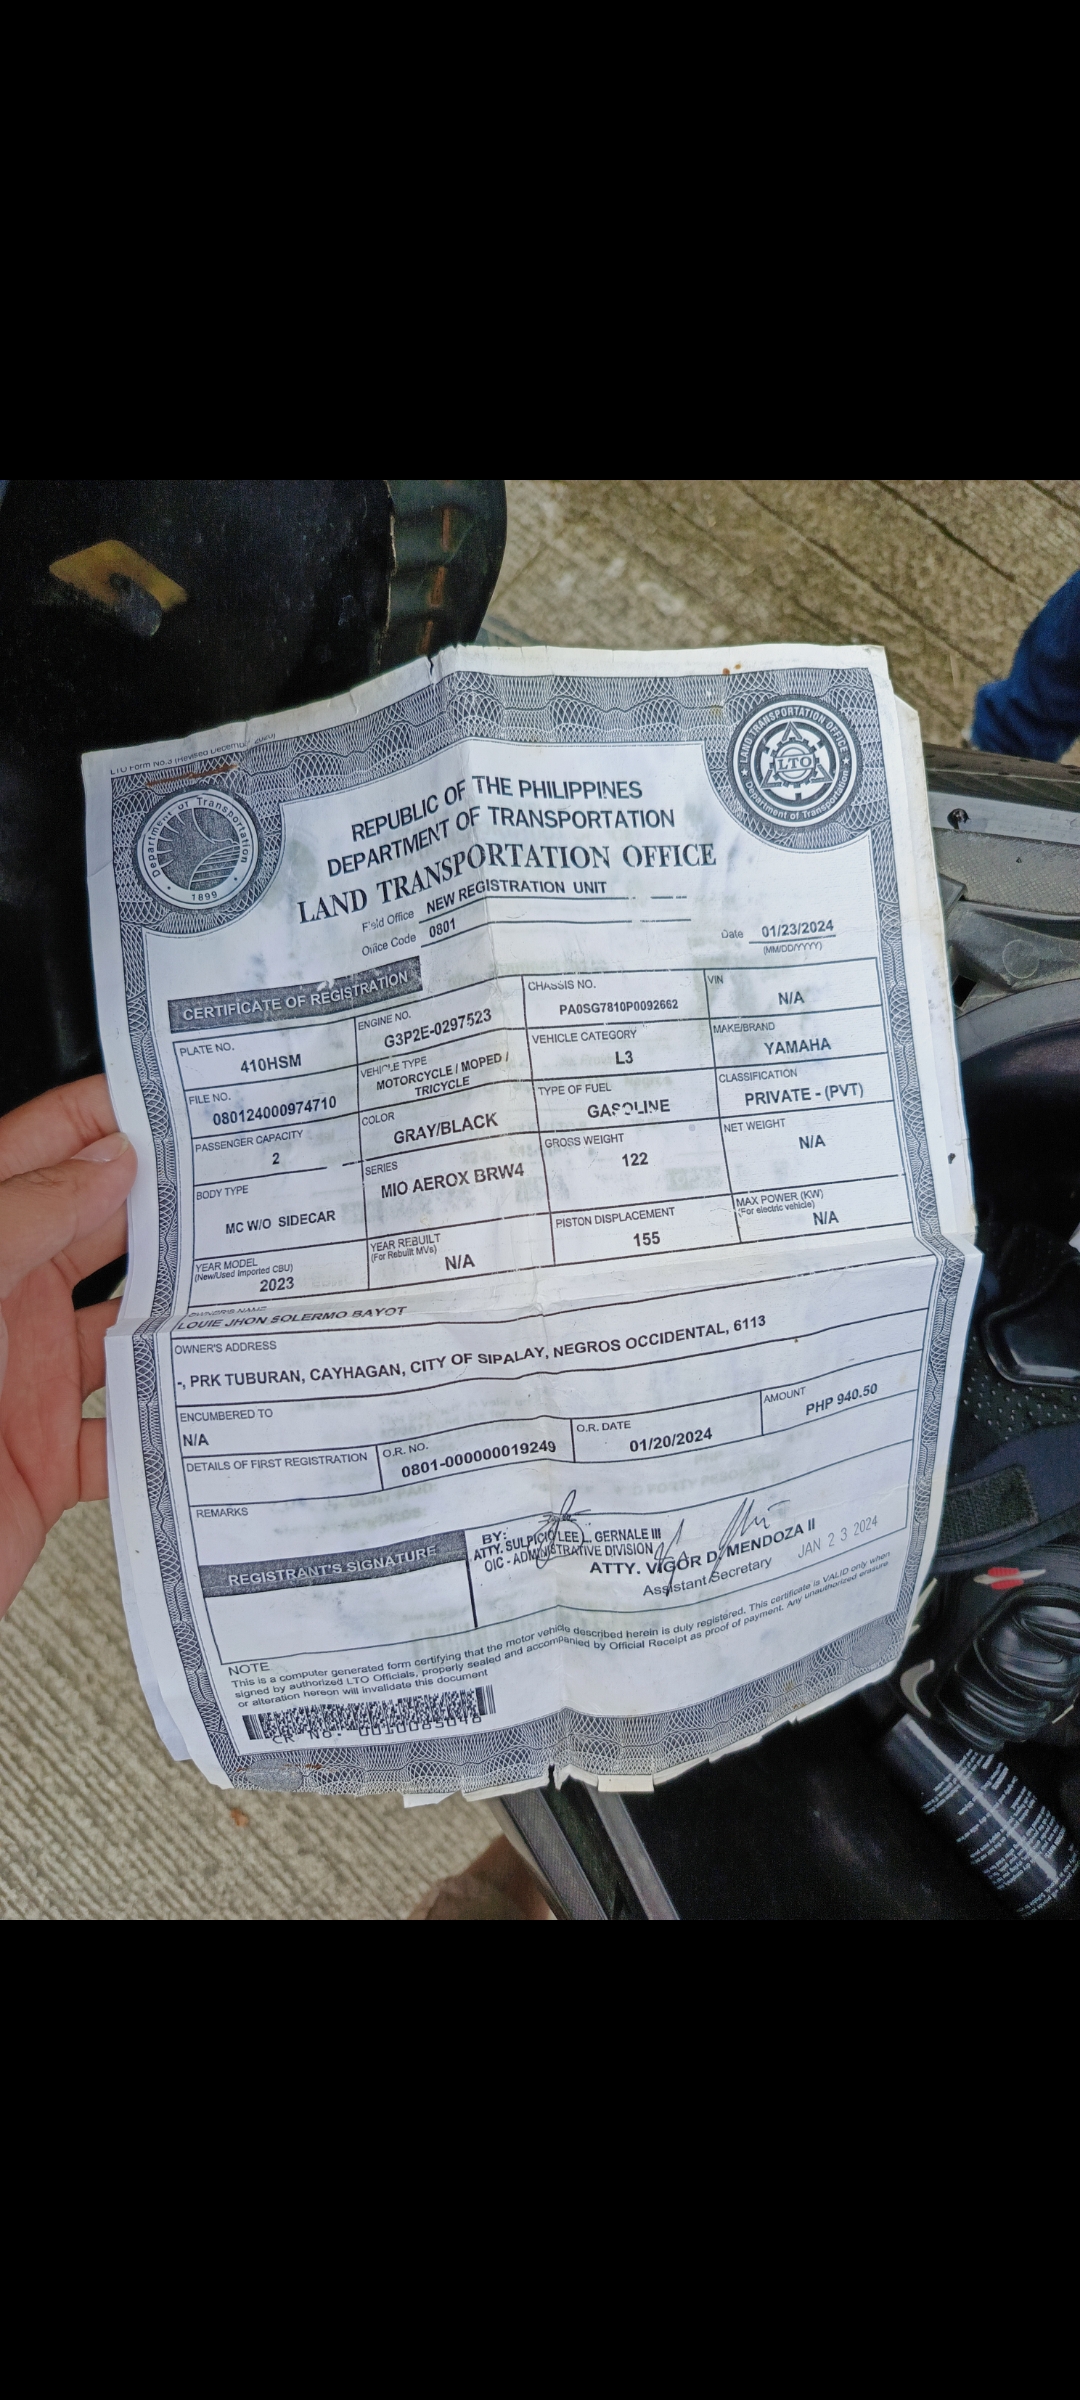 LTO Form No.3 (Revised December 2020)
Department of Transportation
1899
LAND TRANSPORTATION OFFICE
LTO
Department of Transportation
REPUBLIC OF THE PHILIPPINES
DEPARTMENT OF TRANSPORTATION
LAND TRANSPORTATION OFFICE
Field Office NEW REGISTRATION UNIT
Office Code 0801
Date 01/23/2024
(MM/DD/YYYY)
CERTIFICATE OF REGISTRATION
PLATE NO.
410HSM
ENGINE NO.
G3P2E-0297523
CHASSIS NO.
PA0SG7810P0092662
VIN
N/A
FILE NO.
080124000974710
VEHICLE TYPE
MOTORCYCLE / MOPED /
TRICYCLE
VEHICLE CATEGORY
L3
MAKE/BRAND
YAMAHA
PASSENGER CAPACITY
2
COLOR
GRAY/BLACK
TYPE OF FUEL
GASOLINE
CLASSIFICATION
PRIVATE - (PVT)
BODY TYPE
MC W/O SIDECAR
SERIES
MIO AEROX BRW4
GROSS WEIGHT
122
NET WEIGHT
N/A
YEAR MODEL
(New/Used Imported CBU)
2023
YEAR REBUILT
(For Rebuilt MVs)
N/A
PISTON DISPLACEMENT
155
MAX POWER (KW)
(For electric vehicle)
N/A
OWNER'S NAME
LOUIE JHON SOLERMO BAYOT
OWNER'S ADDRESS
-, PRK TUBURAN, CAYHAGAN, CITY OF SIPALAY, NEGROS OCCIDENTAL, 6113
ENCUMBERED TO
N/A
DETAILS OF FIRST REGISTRATION
O.R. NO.
0801-000000019249
O.R. DATE
01/20/2024
AMOUNT
PHP 940.50
REMARKS
REGISTRANT'S SIGNATURE
BY:
ATTY. SULPICIO LEE L. GERNALE III
OIC - ADMINISTRATIVE DIVISION
ATTY. VIGOR D. MENDOZA II
Assistant Secretary
JAN 23 2024
NOTE
This is a computer generated form certifying that the motor vehicle described herein is duly registered. This certificate is VALID only when
signed by authorized LTO Officials, properly sealed and accompanied by Official Receipt as proof of payment. Any unauthorized erasure
or alteration hereon will invalidate this document
CR No.